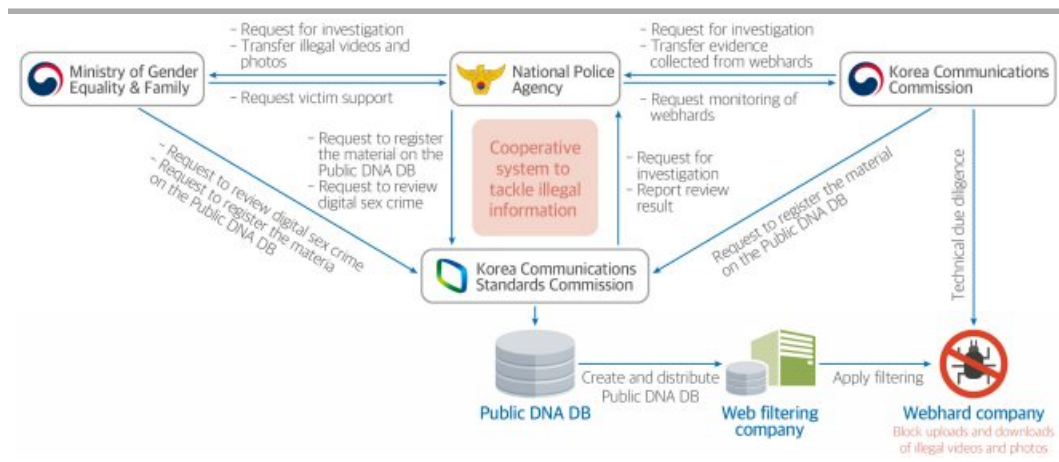 – Request for investigation
– Transfer illegal videos and
photos
– Request for investigation
– Transfer evidence
collected from webhards
Ministry of Gender
Equality & Family
National Police
Agency
Korea Communications
Commission
– Request victim support
– Request monitoring of
webhards
– Request to register
the material on the
Public DNA DB
– Request to review
digital sex crime
Cooperative
system to
tackle illegal
information
– Request for
investigation
– Report review
result
– Request to review digital sex crime
– Request to register the materia
on the Public DNA DB
Request to register the material
on the Public DNA DB
Technical due diligence
Korea Communications
Standards Commission
Create and distribute
Public DNA DB
Apply filtering
Public DNA DB
Web filtering
company
Webhard company
Block uploads and downloads
of illegal videos and photos